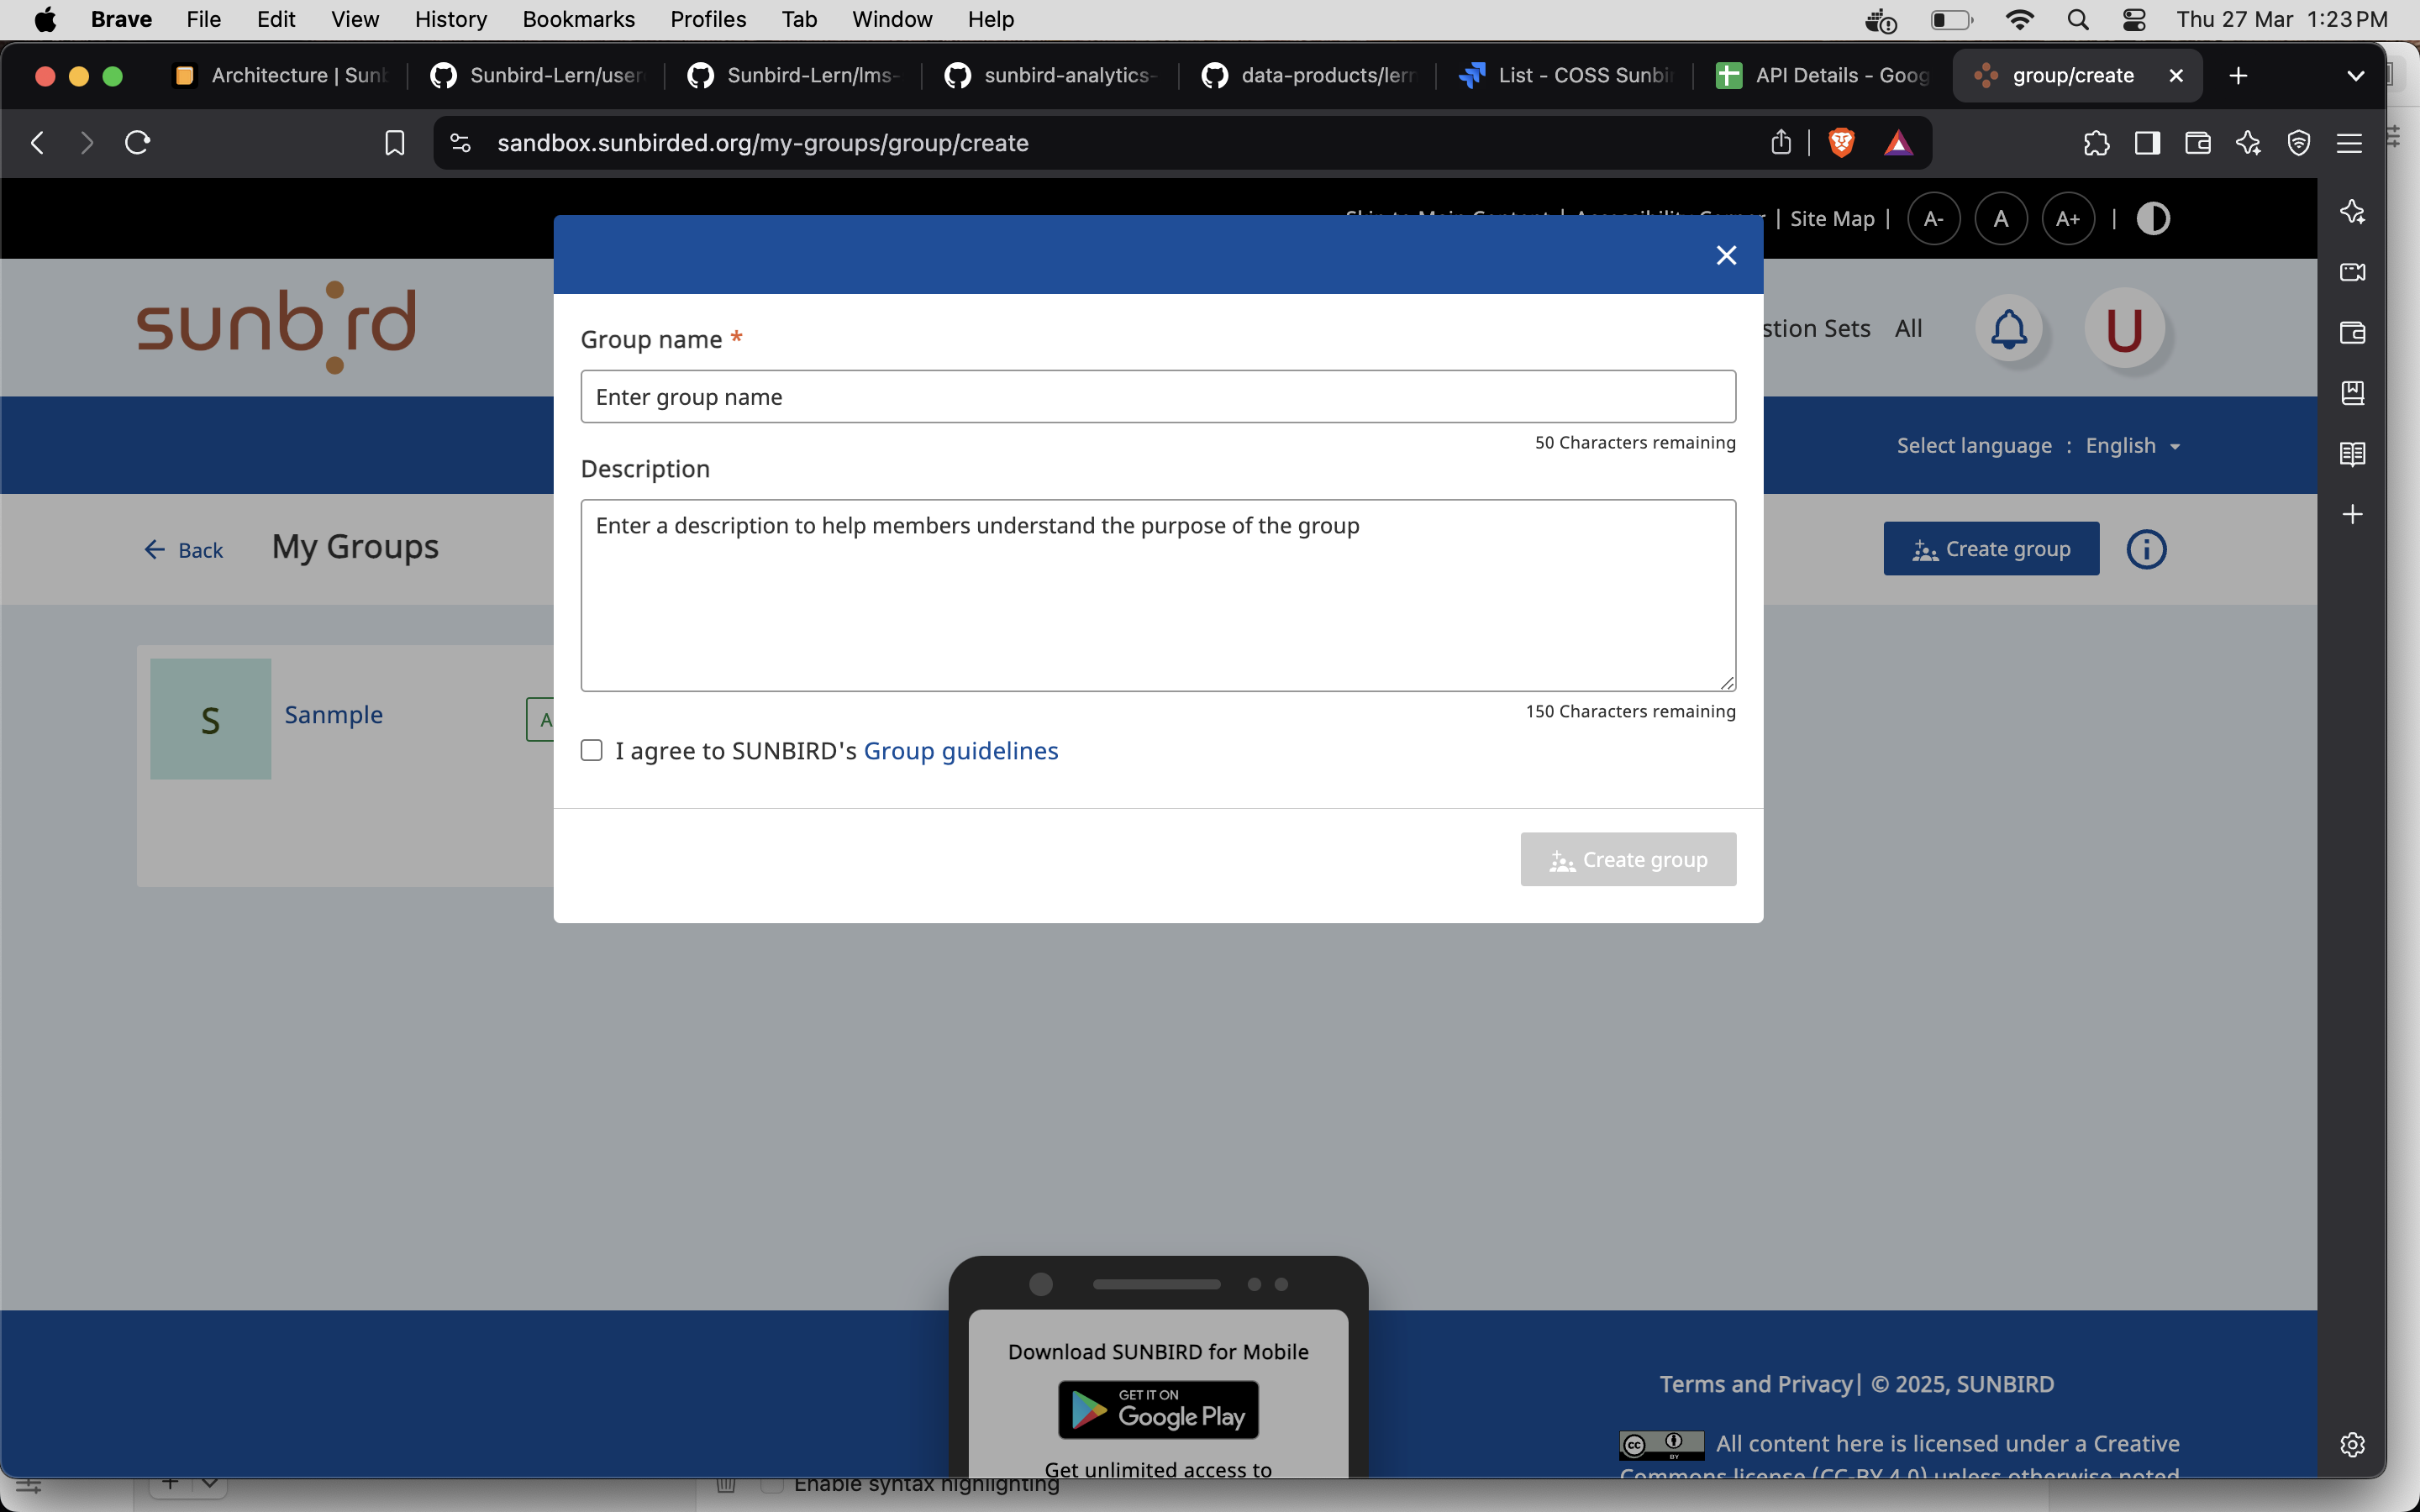 Brave File Edit View History Bookmarks Profiles Tab Window Help Thu 27 Mar 1:23 PM
Architecture | Sunb Sunbird-Lern/user Sunbird-Lern/lms- sunbird-analytics- data-products/lern List - COSS Sunbir API Details - Goog group/create
sandbox.sunbirded.org/my-groups/group/create
| Site Map | A- A A+ |
sunbird
stion Sets All U
Group name *
Enter group name
50 Characters remaining
Select language : English
Description
Enter a description to help members understand the purpose of the group
Back My Groups
Create group
S Sanmple A
150 Characters remaining
I agree to SUNBIRD's Group guidelines
Create group
Download SUNBIRD for Mobile
GET IT ON
Google Play
Get unlimited access to
Terms and Privacy| © 2025, SUNBIRD
cc BY All content here is licensed under a Creative
Commons license (CC-BY 4.0) unless otherwise noted
Enable syntax highlighting